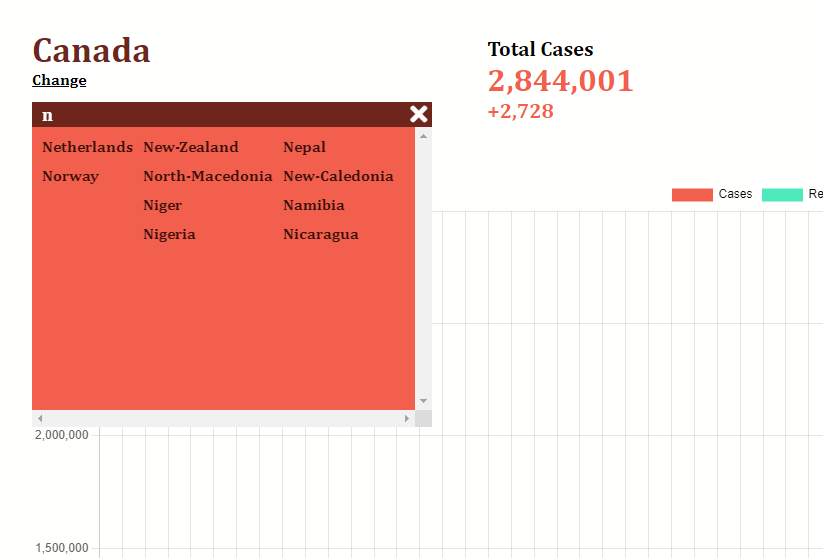 Canada
Change
n
Netherlands New-Zealand Nepal
Norway North-Macedonia New-Caledonia
Niger Namibia
Nigeria Nicaragua
Total Cases
2,844,001
+2,728
Cases Re
2,000,000
1,500,000